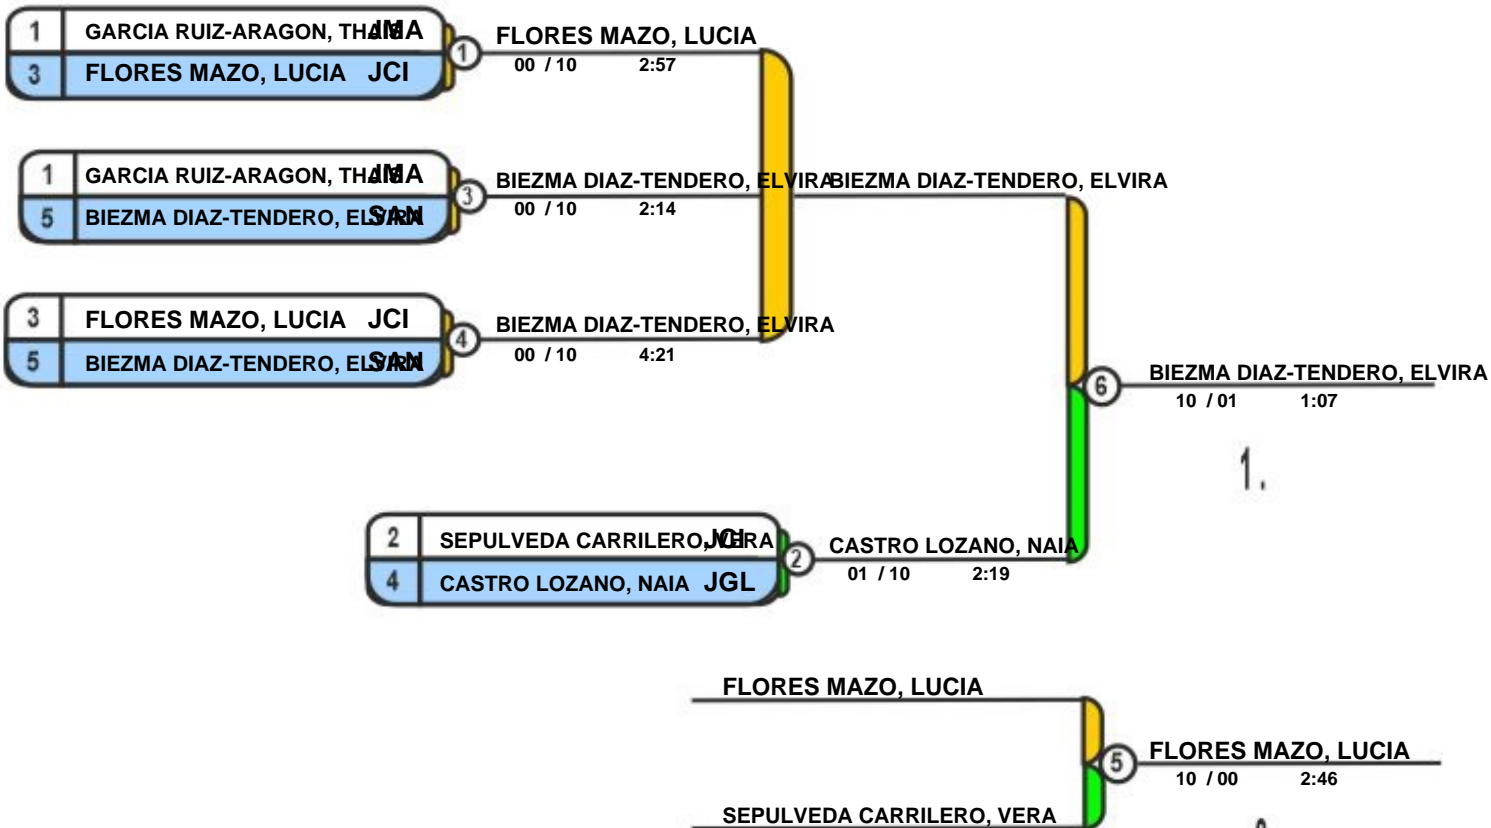 1 GARCIA RUIZ-ARAGON, THAIS JMA
3 FLORES MAZO, LUCIA JCI
1 FLORES MAZO, LUCIA
00 / 10 2:57
1 GARCIA RUIZ-ARAGON, THAIS JMA
5 BIEZMA DIAZ-TENDERO, ELVIRA SAN
3 BIEZMA DIAZ-TENDERO, ELVIRA BIEZMA DIAZ-TENDERO, ELVIRA
00 / 10 2:14
3 FLORES MAZO, LUCIA JCI
5 BIEZMA DIAZ-TENDERO, ELVIRA SAN
4 BIEZMA DIAZ-TENDERO, ELVIRA
00 / 10 4:21
6 BIEZMA DIAZ-TENDERO, ELVIRA
10 / 01 1:07
1.
2 SEPULVEDA CARRILERO, VERA JCI
4 CASTRO LOZANO, NAIA JGL
2 CASTRO LOZANO, NAIA
01 / 10 2:19
FLORES MAZO, LUCIA
5 FLORES MAZO, LUCIA
10 / 00 2:46
SEPULVEDA CARRILERO, VERA